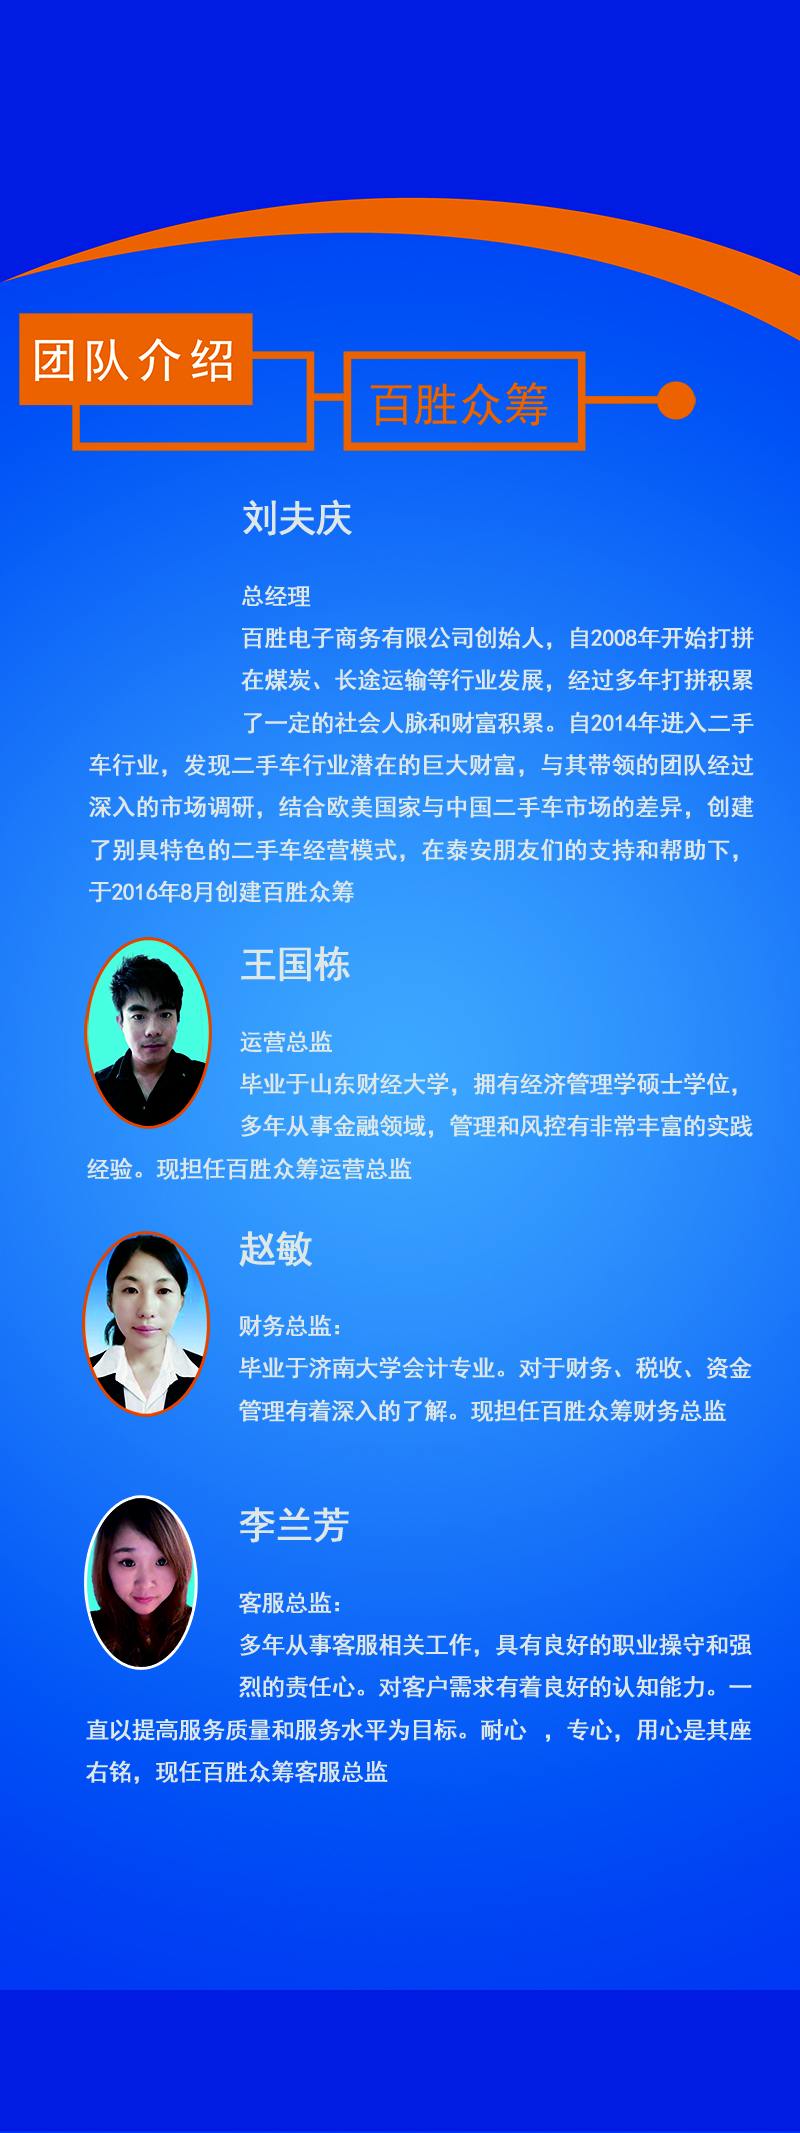 团队介绍
百胜众筹
刘夫庆
总经理
百胜电子商务有限公司创始人，自2008年开始打拼
在煤炭、长途运输等行业发展，经过多年打拼积累
了一定的社会人脉和财富积累。自2014年进入二手
车行业，发现二手车行业潜在的巨大财富，与其带领的团队经过
深入的市场调研，结合欧美国家与中国二手车市场的差异，创建
了别具特色的二手车经营模式，在泰安朋友们的支持和帮助下，
于2016年8月创建百胜众筹
王国栋
运营总监
毕业于山东财经大学，拥有经济管理学硕士学位，
多年从事金融领域，管理和风控有非常丰富的实践
经验。现担任百胜众筹运营总监
赵敏
财务总监：
毕业于济南大学会计专业。对于财务、税收、资金
管理有着深入的了解。现担任百胜众筹财务总监
李兰芳
客服总监：
多年从事客服相关工作，具有良好的职业操守和强
烈的责任心。对客户需求有着良好的认知能力。一
直以提高服务质量和服务水平为目标。耐心 ，专心，用心是其座
右铭，现任百胜众筹客服总监